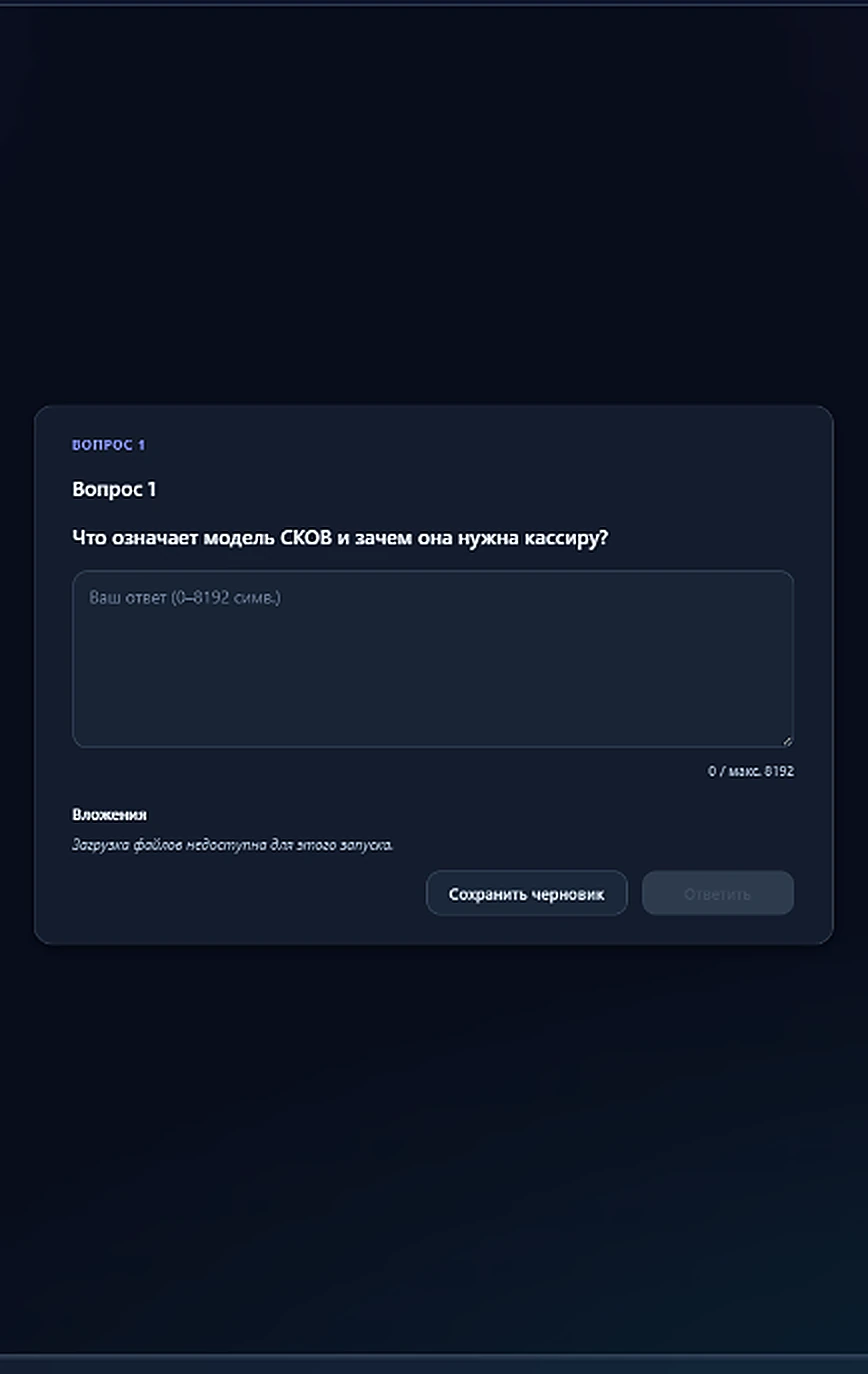 ВОПРОС 1
Вопрос 1
Что означает модель СКОВ и зачем она нужна кассиру?
Ваш ответ (0–8192 симв.)
0 / макс. 8192
Вложения
Загрузка файлов недоступна для этого запуска.
Сохранить черновик
Ответить